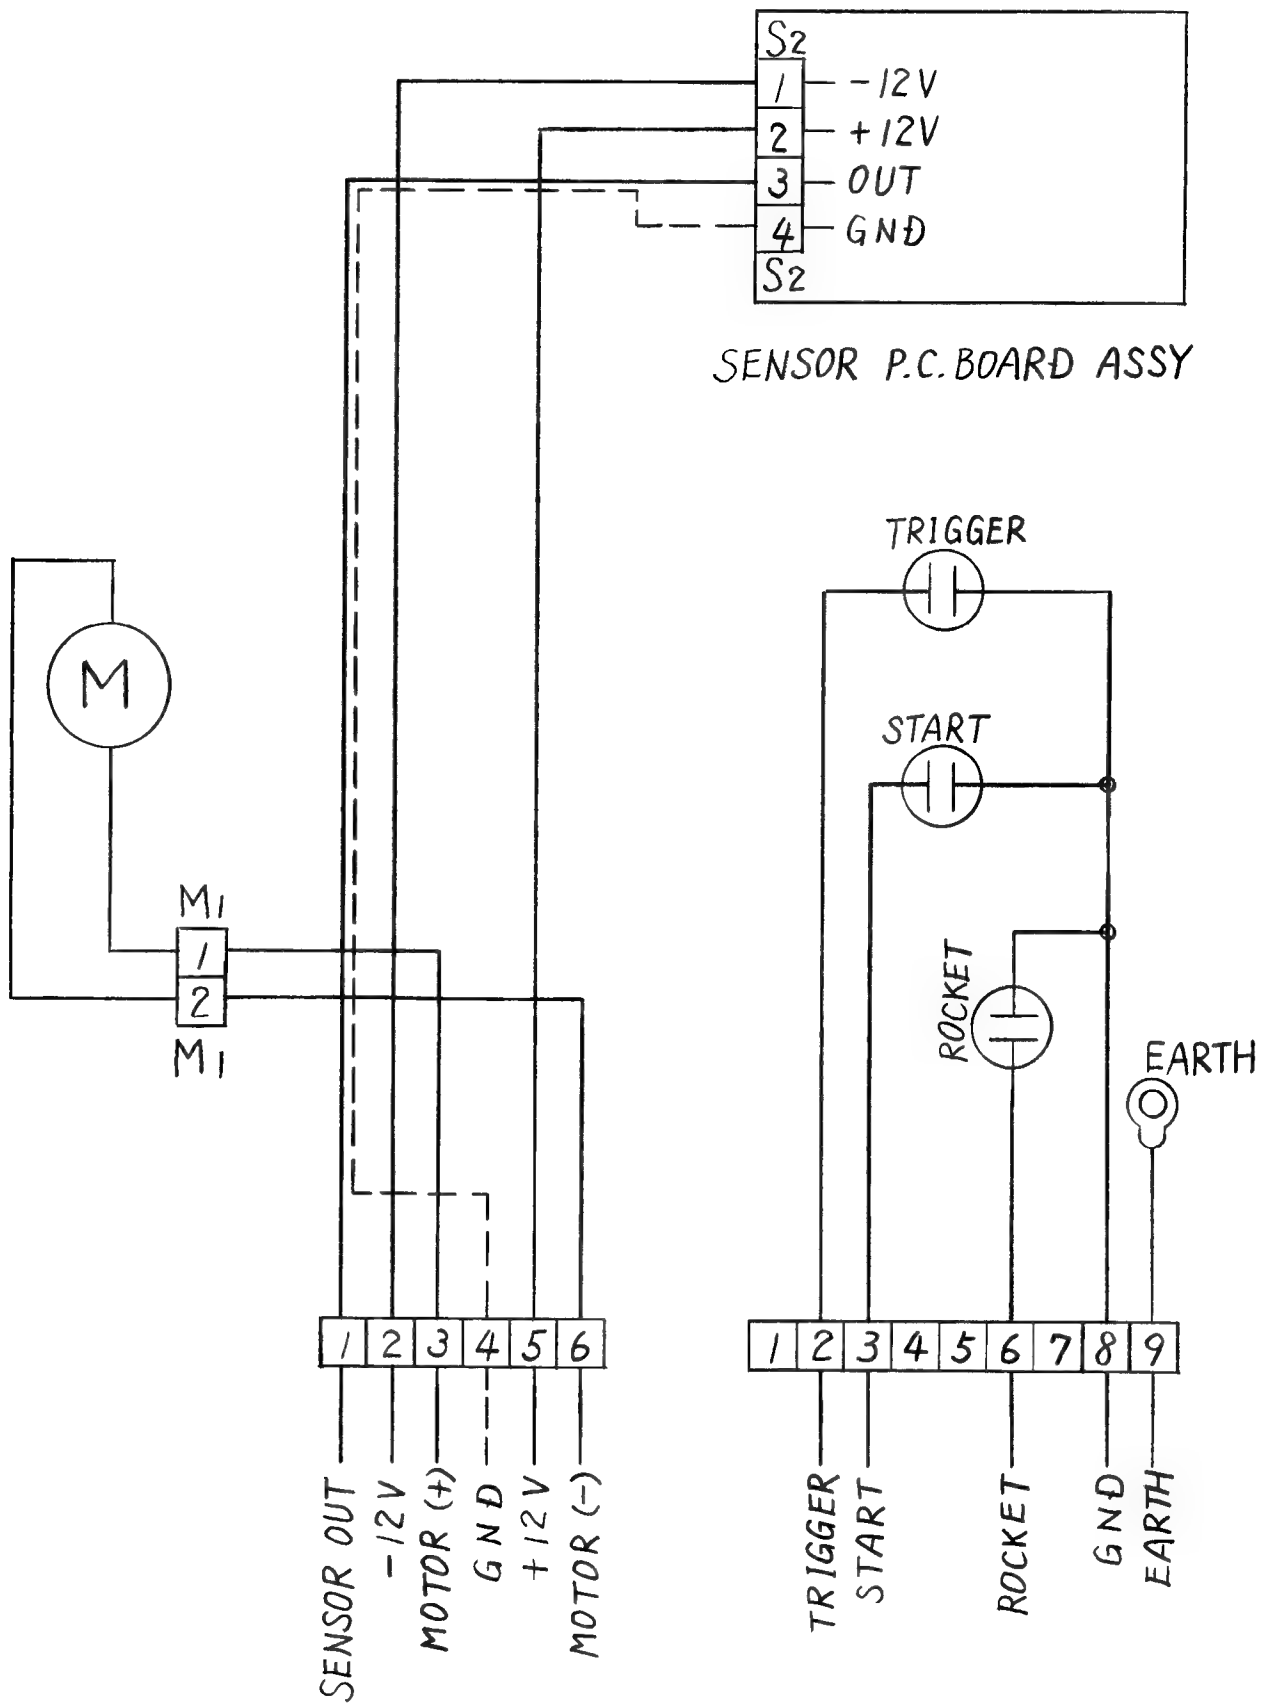 S2
1 -12V
2 +12V
3 OUT
4 GND
S2
SENSOR P.C. BOARD ASSY
TRIGGER
M
START
M1
1
2
M1
ROCKET
EARTH
1 2 3 4 5 6
SENSOR OUT
-12V
MOTOR (+)
GND
+12V
MOTOR (-)
1 2 3 4 5 6 7 8 9
TRIGGER
START
ROCKET
GND
EARTH